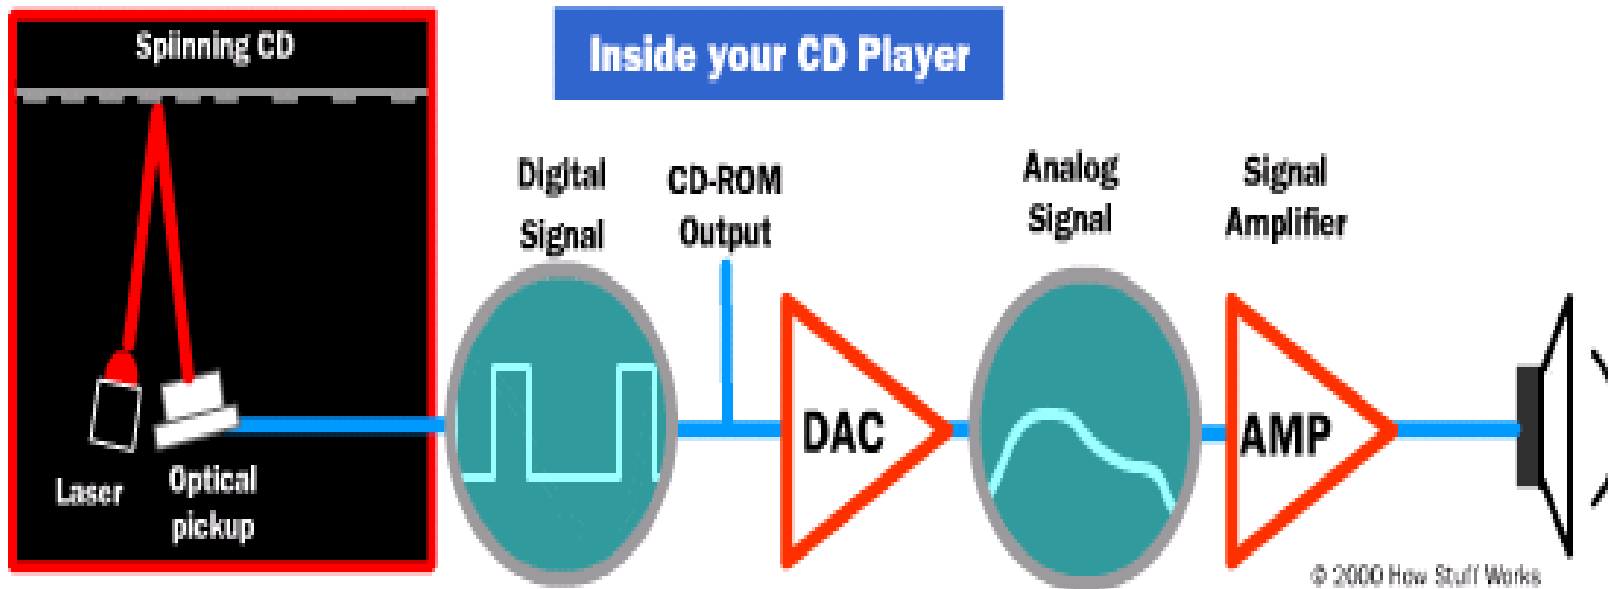 Spinning CD
Inside your CD Player
Digital
Signal
CD-ROM
Output
Analog
Signal
Signal
Amplifier
DAC
AMP
Laser
Optical
pickup
© 2000 How Stuff Works